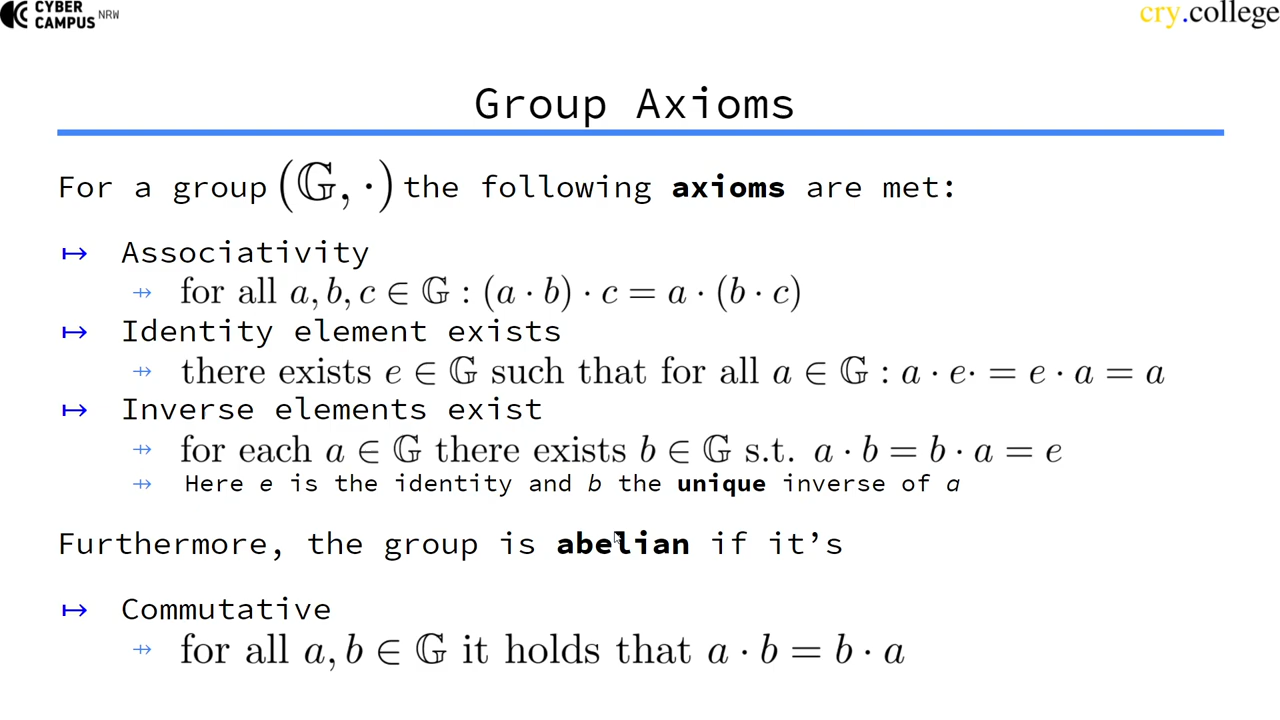 CYBER
CAMPUS NRW
cry.college
Group Axioms
For a group (𝔾, ·) the following axioms are met:
↦ Associativity
⇸ for all a, b, c ∈ 𝔾 : (a · b) · c = a · (b · c)
↦ Identity element exists
⇸ there exists e ∈ 𝔾 such that for all a ∈ 𝔾 : a · e· = e · a = a
↦ Inverse elements exist
⇸ for each a ∈ 𝔾 there exists b ∈ 𝔾 s.t. a · b = b · a = e
⇸ Here e is the identity and b the unique inverse of a
Furthermore, the group is abelian if it’s
↦ Commutative
⇸ for all a, b ∈ 𝔾 it holds that a · b = b · a